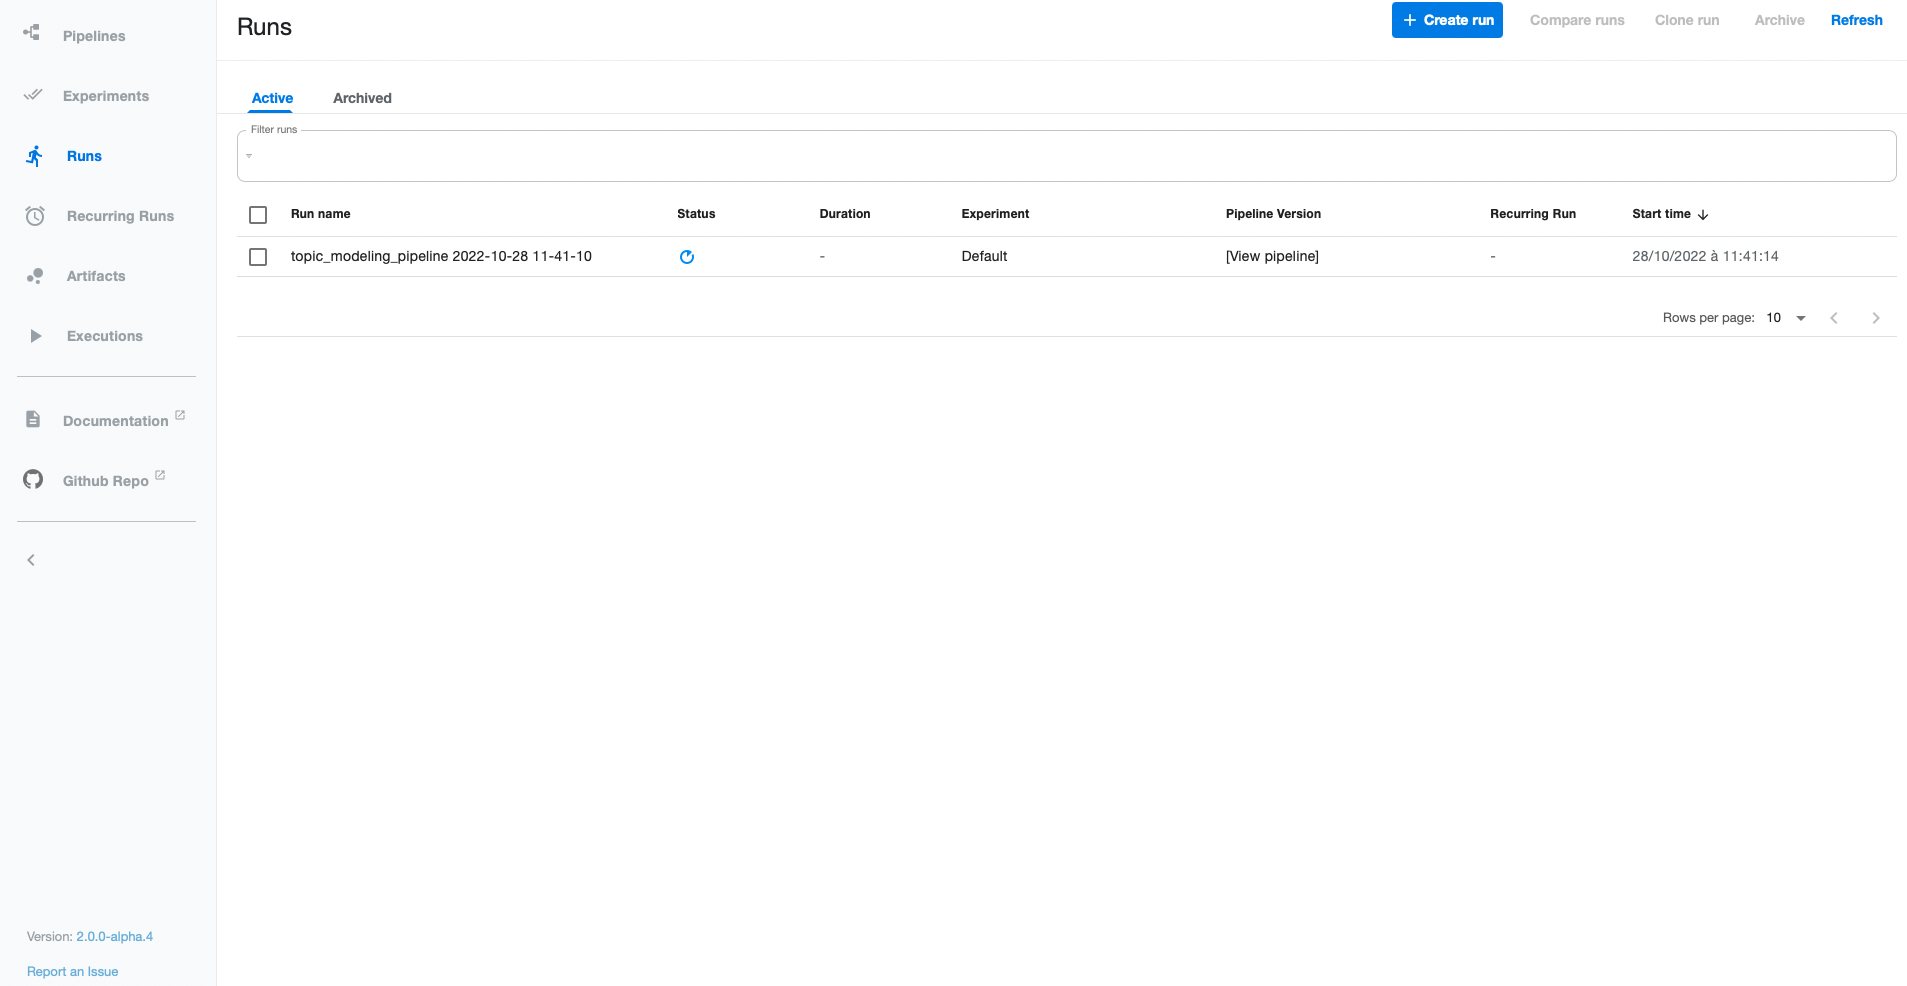 Pipelines
Experiments
Runs
Recurring Runs
Artifacts
Executions
Documentation
Github Repo
Version: 2.0.0-alpha.4
Report an Issue
Runs
Create run Compare runs Clone run Archive Refresh
Active Archived
Filter runs
Run name Status Duration Experiment Pipeline Version Recurring Run Start time
topic_modeling_pipeline 2022-10-28 11-41-10 - Default [View pipeline] - 28/10/2022 à 11:41:14
Rows per page: 10